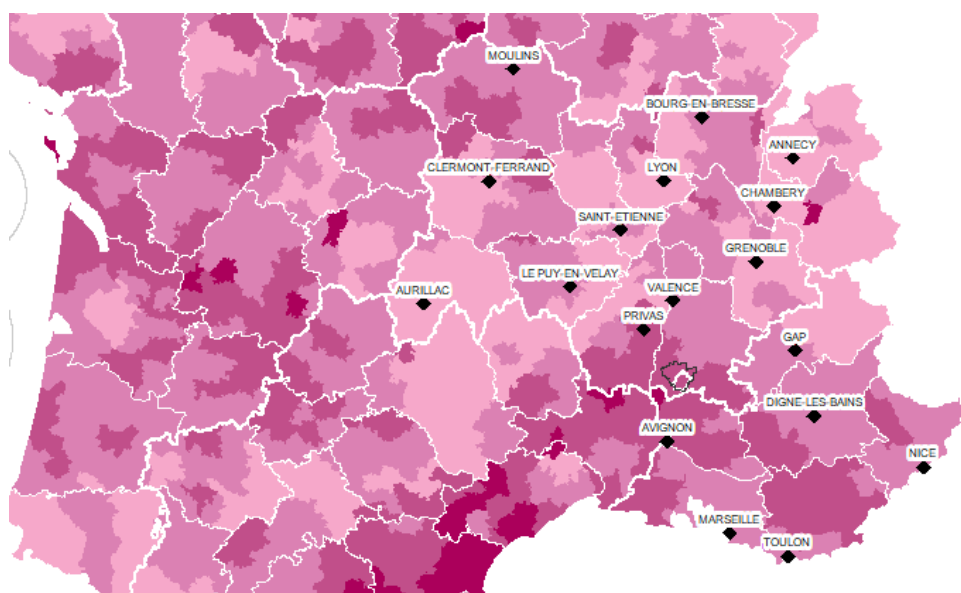 MOULINS
BOURG-EN-BRESSE
ANNECY
CLERMONT-FERRAND
LYON
CHAMBERY
SAINT-ETIENNE
GRENOBLE
LE PUY-EN-VELAY
AURILLAC
VALENCE
PRIVAS
GAP
DIGNE-LES-BAINS
AVIGNON
NICE
MARSEILLE
TOULON